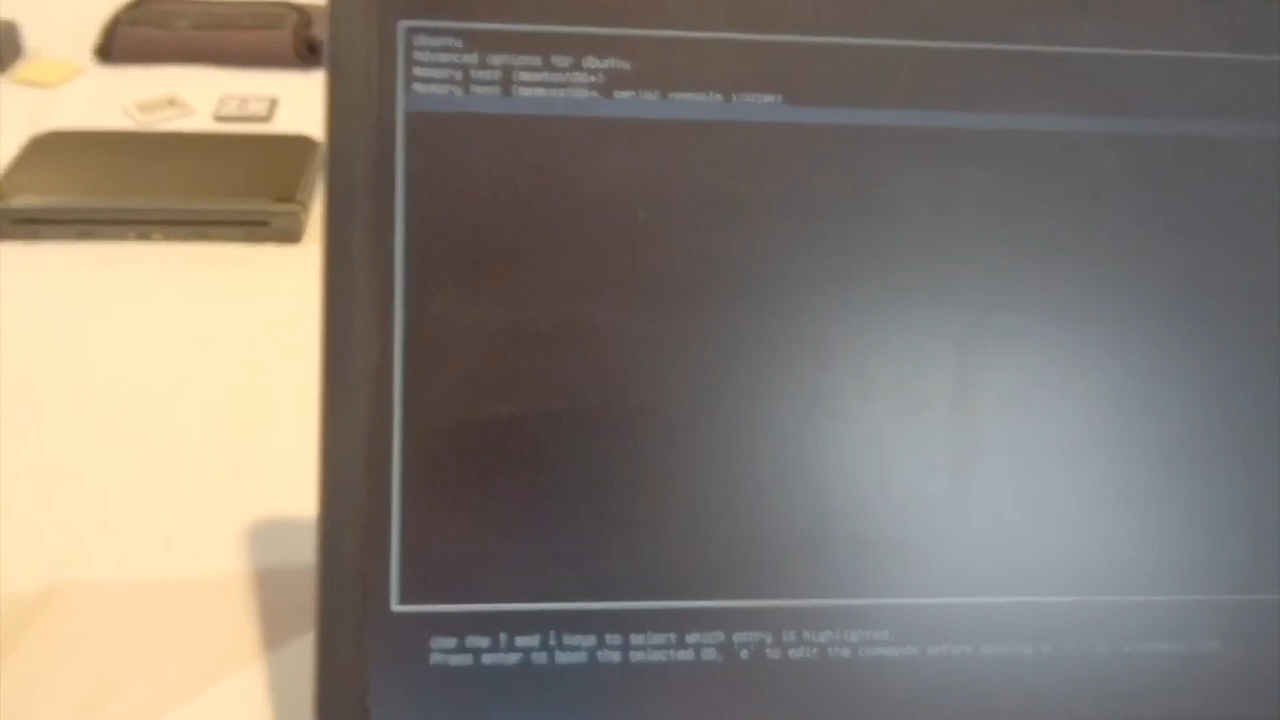 Ubuntu
Advanced options for Ubuntu
Memory test (memtest86+)
Memory test (memtest86+, serial console 115200)
Use the ↑ and ↓ keys to select which entry is highlighted.
Press enter to boot the selected OS, `e' to edit the commands before booting or